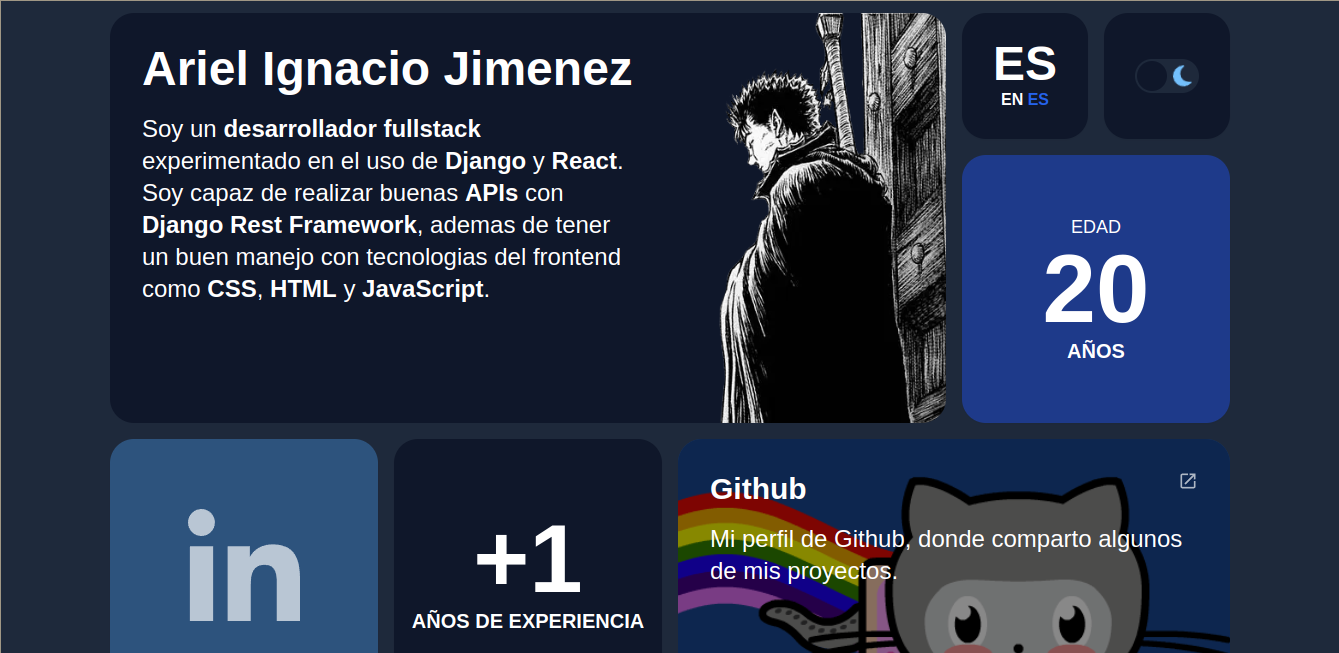 Ariel Ignacio Jimenez
Soy un desarrollador fullstack
experimentado en el uso de Django y React.
Soy capaz de realizar buenas APIs con
Django Rest Framework, ademas de tener
un buen manejo con tecnologias del frontend
como CSS, HTML y JavaScript.
ES
EN ES
EDAD
20
AÑOS
in
+1
AÑOS DE EXPERIENCIA
Github
Mi perfil de Github, donde comparto algunos
de mis proyectos.